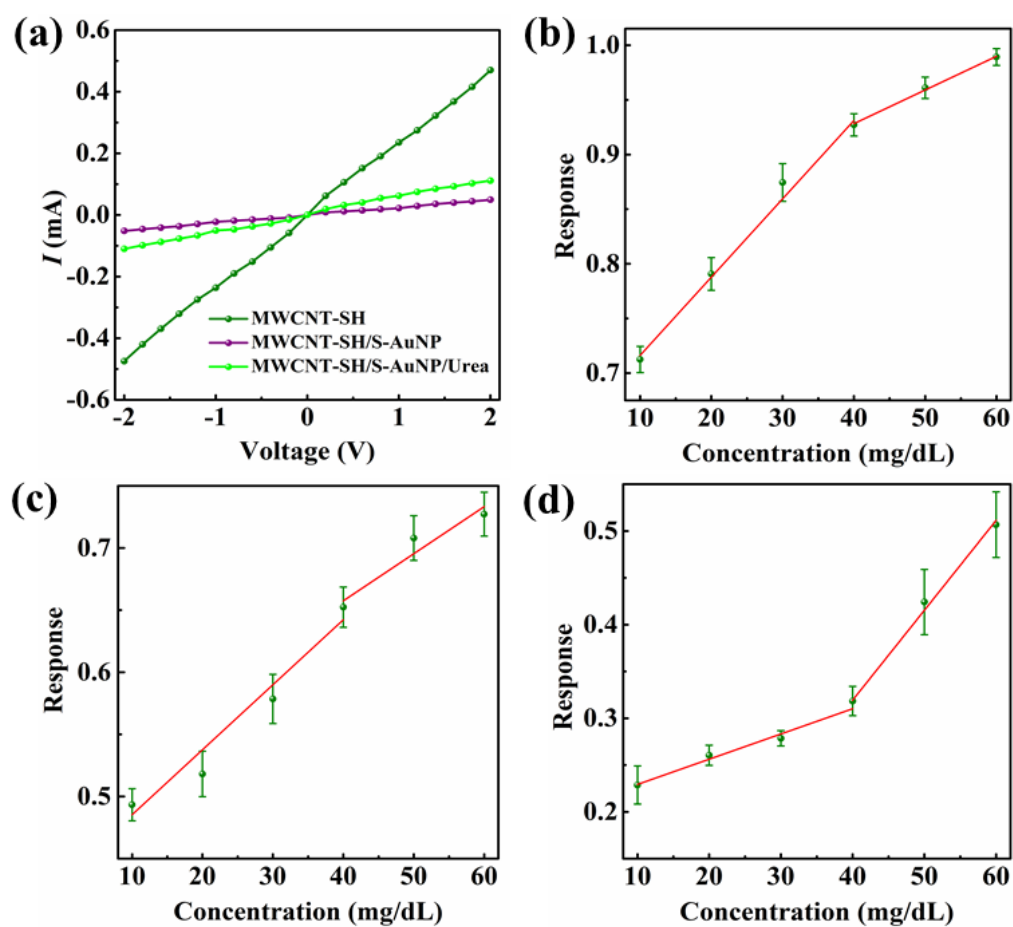 (a)
0.6
0.4
0.2
0.0
-0.2
-0.4
-0.6
I (mA)
MWCNT-SH
MWCNT-SH/S-AuNP
MWCNT-SH/S-AuNP/Urea
-2 -1 0 1 2
Voltage (V)
(b)
1.0
0.9
0.8
0.7
Response
10 20 30 40 50 60
Concentration (mg/dL)
(c)
0.7
0.6
0.5
Response
10 20 30 40 50 60
Concentration (mg/dL)
(d)
0.5
0.4
0.3
0.2
Response
10 20 30 40 50 60
Concentration (mg/dL)